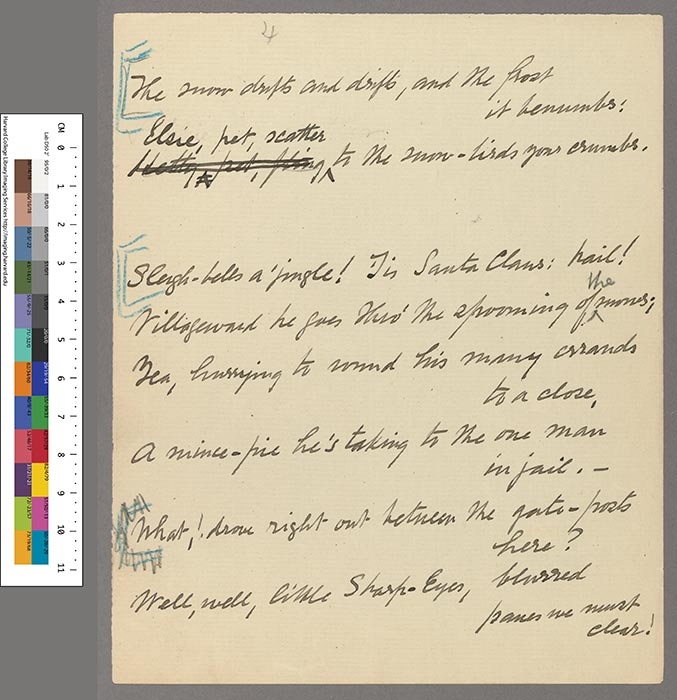 4
The snow drifts and drifts, and the frost
it benumbs:
Elsie, pet, scatter
Hetty, pet, fling to the snow-birds your crumbs.
Sleigh-bells a'jingle! Tis Santa Claus: hail!
the
Villageward he goes thro' the spooming of snows;
Yea, hurrying to round his many errands
to a close,
A mince-pie he's taking to the one man
in jail. —
What! drove right out between the gate-posts
here?
Well, well, little Sharp-Eyes, blurred
panes we must
clear!
CM 0 1 2 3 4 5 6 7 8 9 10 11
Harvard College Library Imaging Services http://imaging.harvard.edu